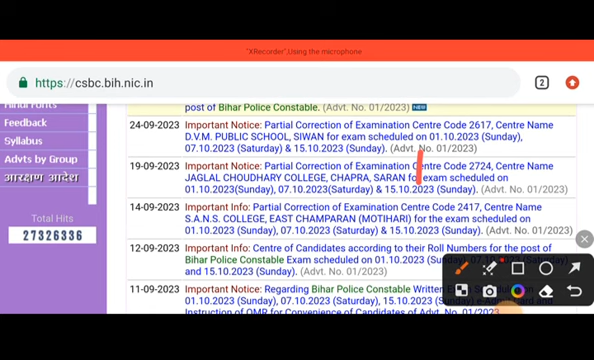 "XRecorder",Using the microphone
https://csbc.bih.nic.in
2
Hindi Fonts
Feedback
Syllabus
Advts by Group
आरक्षण आदेश
Total Hits
27326336
post of Bihar Police Constable. (Advt. No. 01/2023) NEW
24-09-2023 Important Notice: Partial Correction of Examination Centre Code 2617, Centre Name
D.V.M. PUBLIC SCHOOL, SIWAN for exam scheduled on 01.10.2023 (Sunday),
07.10.2023 (Saturday) & 15.10.2023 (Sunday). (Advt. No. 01/2023)
19-09-2023 Important Notice: Partial Correction of Examination Centre Code 2724, Centre Name
JAGLAL CHOUDHARY COLLEGE, CHAPRA, SARAN for exam scheduled on
01.10.2023(Sunday), 07.10.2023(Saturday) & 15.10.2023 (Sunday). (Advt. No. 01/2023)
14-09-2023 Important Info: Partial Correction of Examination Centre Code 2417, Centre Name
S.A.N.S. COLLEGE, EAST CHAMPARAN (MOTIHARI) for the exam scheduled on
01.10.2023 (Sunday), 07.10.2023 (Saturday) & 15.10.2023 (Sunday). (Advt. No. 01/2023)
12-09-2023 Important Info: Centre of Candidates according to their Roll Numbers for the post of
Bihar Police Constable Exam scheduled on 01.10.2023 (Sunday), 07.10.2023 (Saturday)
and 15.10.2023 (Sunday). (Advt. No. 01/2023)
11-09-2023 Important Notice: Regarding Bihar Police Constable Written
01.10.2023 (Sunday), 07.10.2023 (Saturday), 15.10.2023 (Sunday) and
Instruction of OMR for Convenience of Candidates of Advt. No. 01/2023